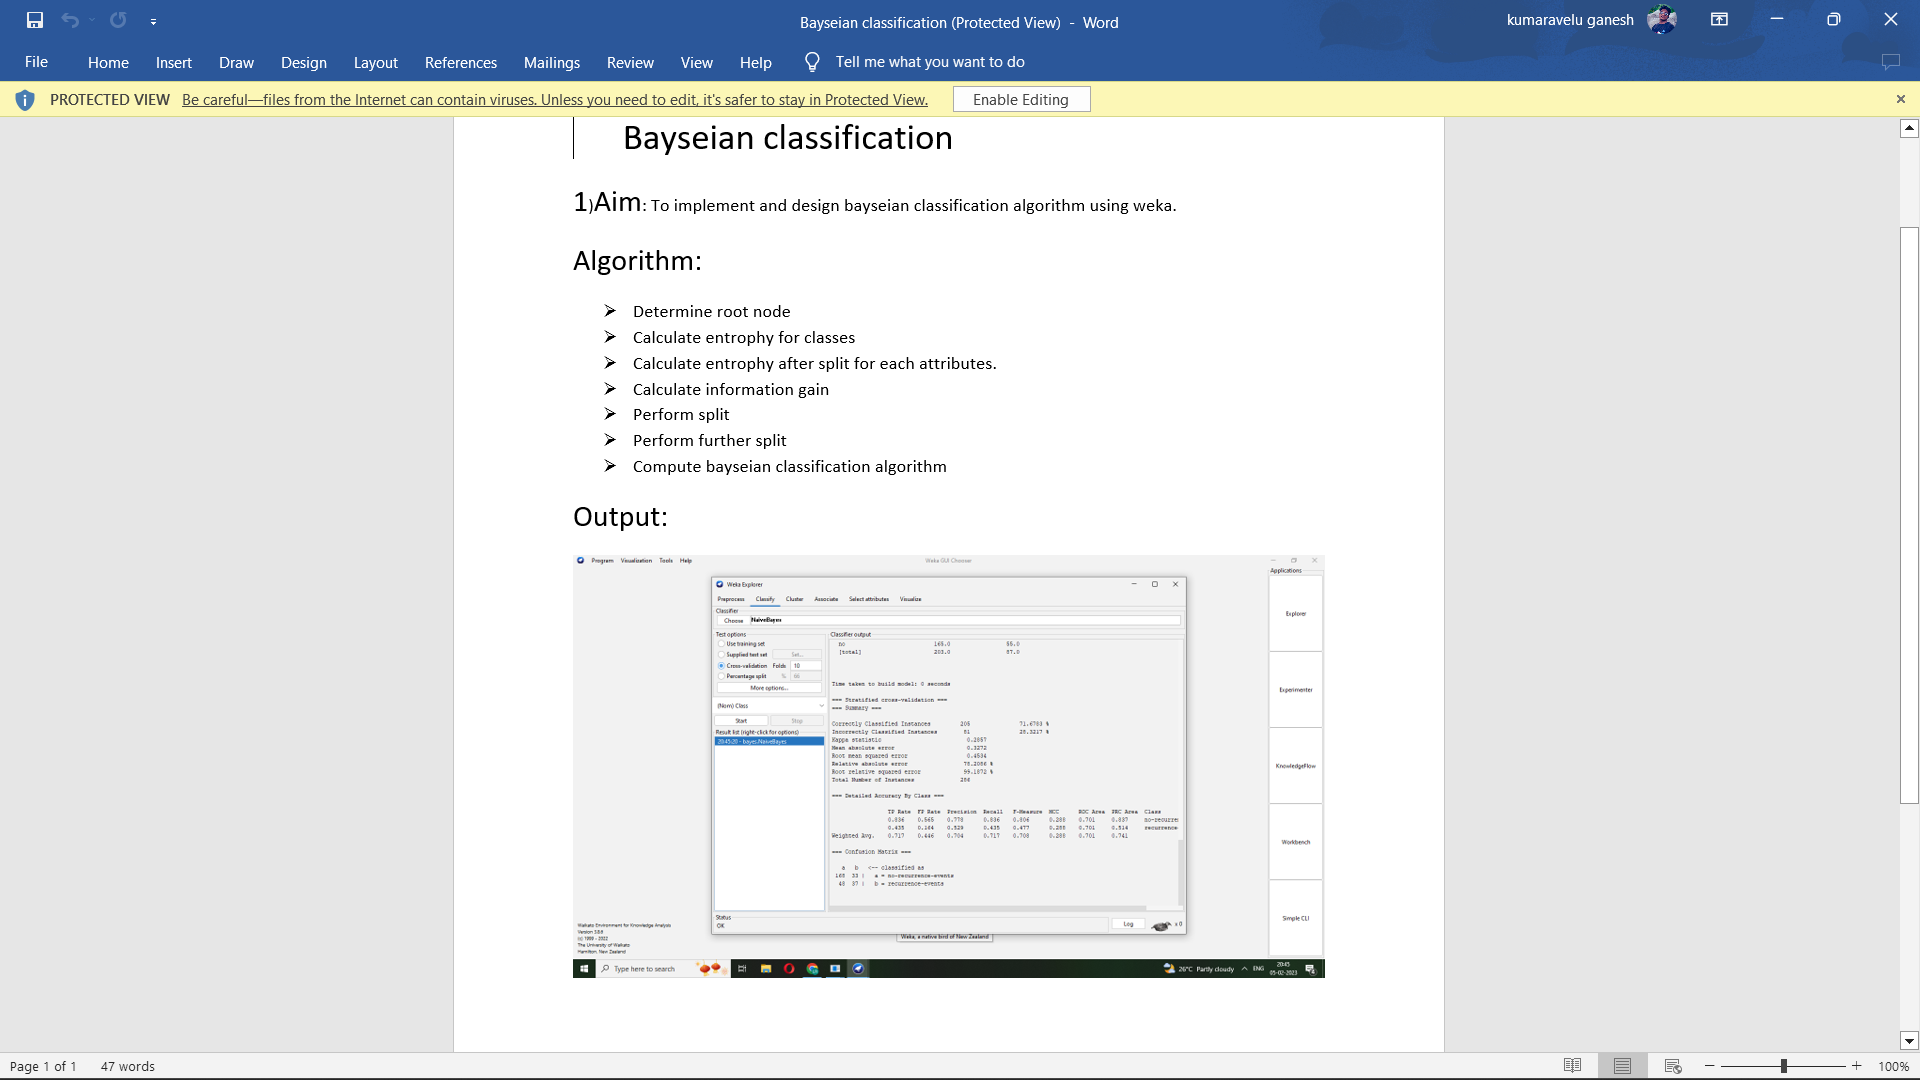 Bayseian classification (Protected View) - Word
kumaravelu ganesh
File Home Insert Draw Design Layout References Mailings Review View Help Tell me what you want to do
PROTECTED VIEW Be careful—files from the Internet can contain viruses. Unless you need to edit, it's safer to stay in Protected View. Enable Editing
Bayseian classification
1)Aim: To implement and design bayseian classification algorithm using weka.
Algorithm:
Determine root node
Calculate entrophy for classes
Calculate entrophy after split for each attributes.
Calculate information gain
Perform split
Perform further split
Compute bayseian classification algorithm
Output:
Program Visualization Tools Help
Weka GUI Chooser
Applications
Explorer
Experimenter
KnowledgeFlow
Workbench
Simple CLI
Weka Explorer
Preprocess Classify Cluster Associate Select attributes Visualize
Classifier
Choose NaiveBayes
Test options
Use training set
Supplied test set Set...
Cross-validation Folds 10
Percentage split % 66
More options...
(Nom) Class
Start Stop
Result list (right-click for options)
20:45:20 - bayes.NaiveBayes
Classifier output
no 165.0 55.0
[total] 203.0 87.0
Time taken to build model: 0 seconds
=== Stratified cross-validation ===
=== Summary ===
Correctly Classified Instances 205 71.6783 %
Incorrectly Classified Instances 81 28.3217 %
Kappa statistic 0.2857
Mean absolute error 0.3272
Root mean squared error 0.4534
Relative absolute error 78.2086 %
Root relative squared error 99.1872 %
Total Number of Instances 286
=== Detailed Accuracy By Class ===
TP Rate FP Rate Precision Recall F-Measure MCC ROC Area PRC Area Class
0.836 0.565 0.778 0.836 0.806 0.288 0.701 0.837 no-recurre
0.435 0.164 0.529 0.435 0.477 0.288 0.701 0.514 recurrence
Weighted Avg. 0.717 0.446 0.704 0.717 0.708 0.288 0.701 0.741
=== Confusion Matrix ===
a b <-- classified as
168 33 | a = no-recurrence-events
48 37 | b = recurrence-events
Status
OK
Log x 0
Weka, a native bird of New Zealand
Waikato Environment for Knowledge Analysis
Version 3.8.6
(c) 1999 - 2022
The University of Waikato
Hamilton, New Zealand
Type here to search
26°C Partly cloudy ENG 20:45
05-02-2023
Page 1 of 1 47 words
100%